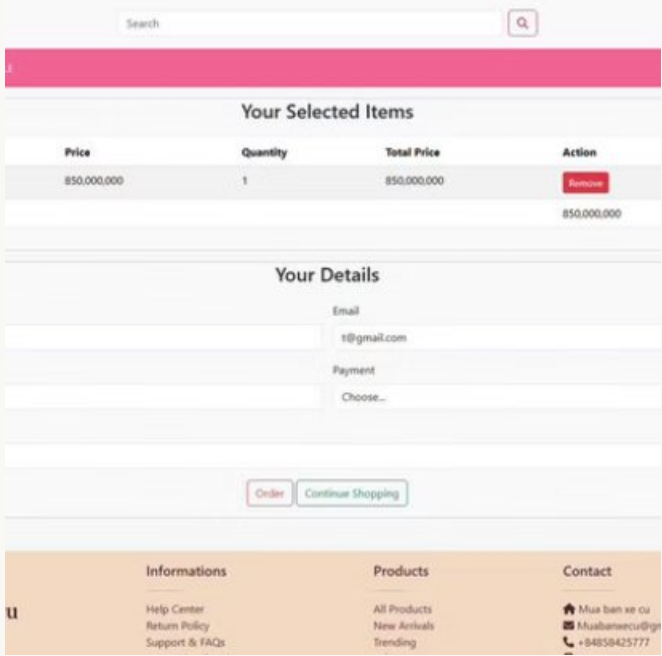 Search
Your Selected Items
Price Quantity Total Price Action
850,000,000 1 850,000,000 Remove
850,000,000
Your Details
Email
t@gmail.com
Payment
Choose...
Order Continue Shopping
Informations Products Contact
u
Help Center All Products Mua ban xe cu
Return Policy New Arrivals Muabanxecu@gm
Support & FAQs Trending +84858425777